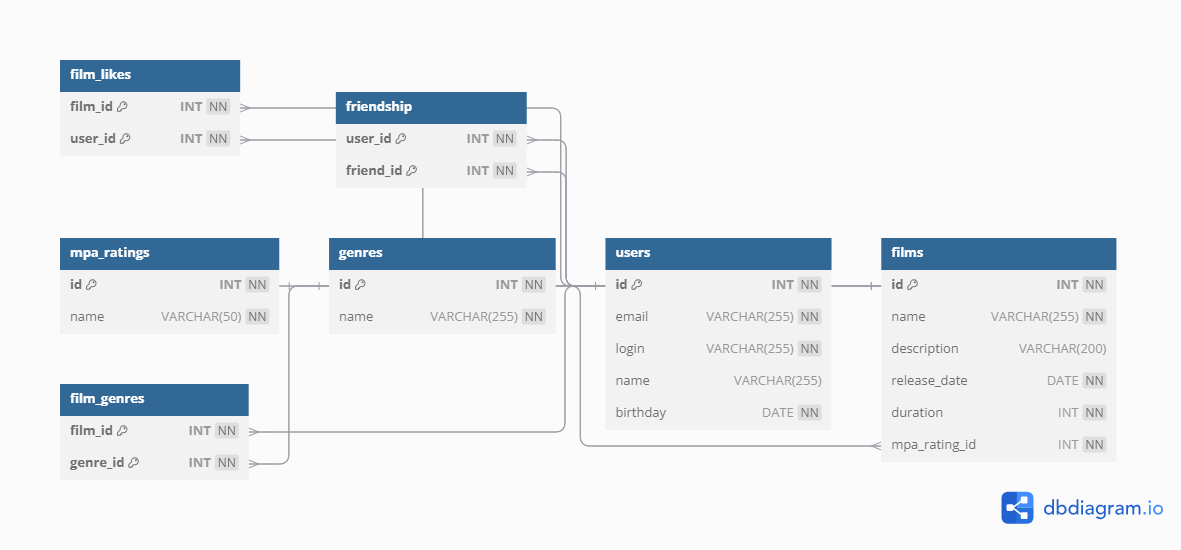 film_likes
film_id INT NN
user_id INT NN
friendship
user_id INT NN
friend_id INT NN
mpa_ratings
id INT NN
name VARCHAR(50) NN
genres
id INT NN
name VARCHAR(255) NN
users
id INT NN
email VARCHAR(255) NN
login VARCHAR(255) NN
name VARCHAR(255)
birthday DATE NN
films
id INT NN
name VARCHAR(255) NN
description VARCHAR(200)
release_date DATE NN
duration INT NN
mpa_rating_id INT NN
film_genres
film_id INT NN
genre_id INT NN
dbdiagram.io